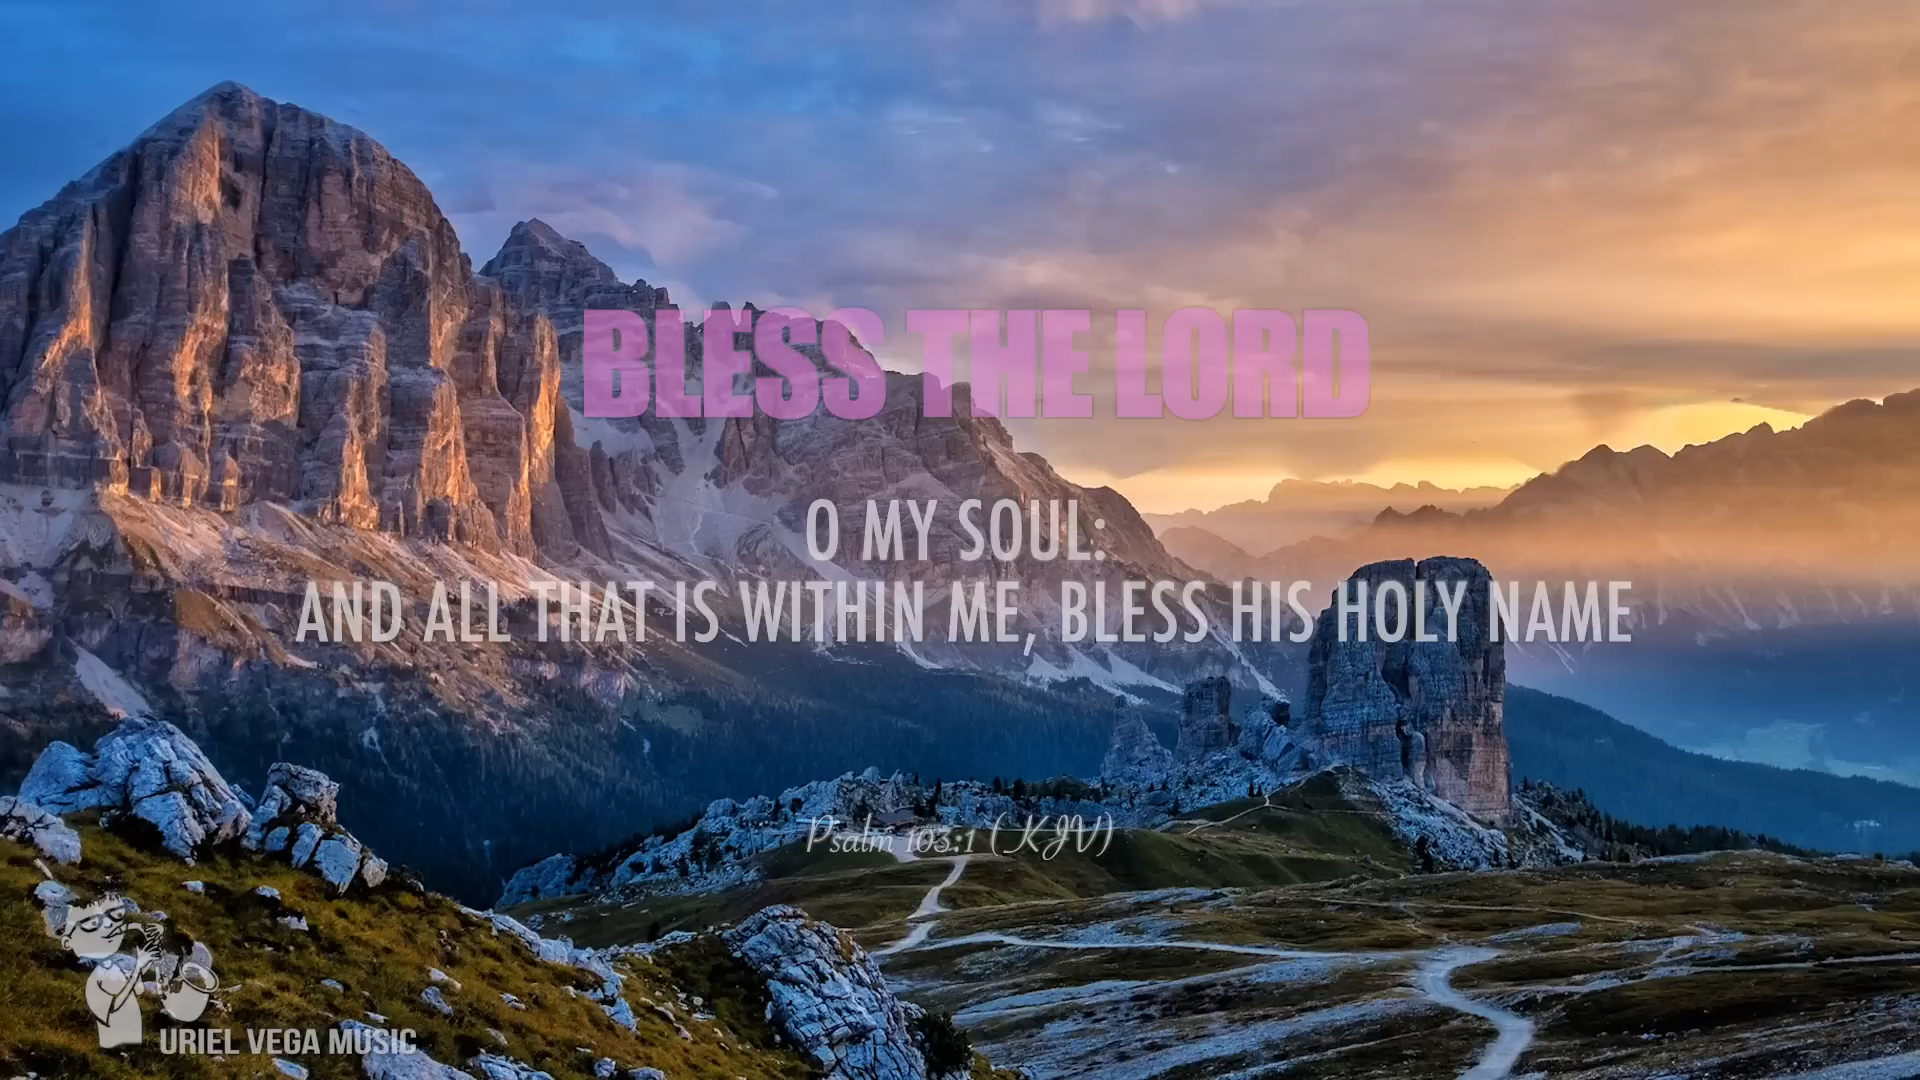 BLESS THE LORD
O MY SOUL:
AND ALL THAT IS WITHIN ME, BLESS HIS HOLY NAME
Psalm 103:1 (KJV)
URIEL VEGA MUSIC